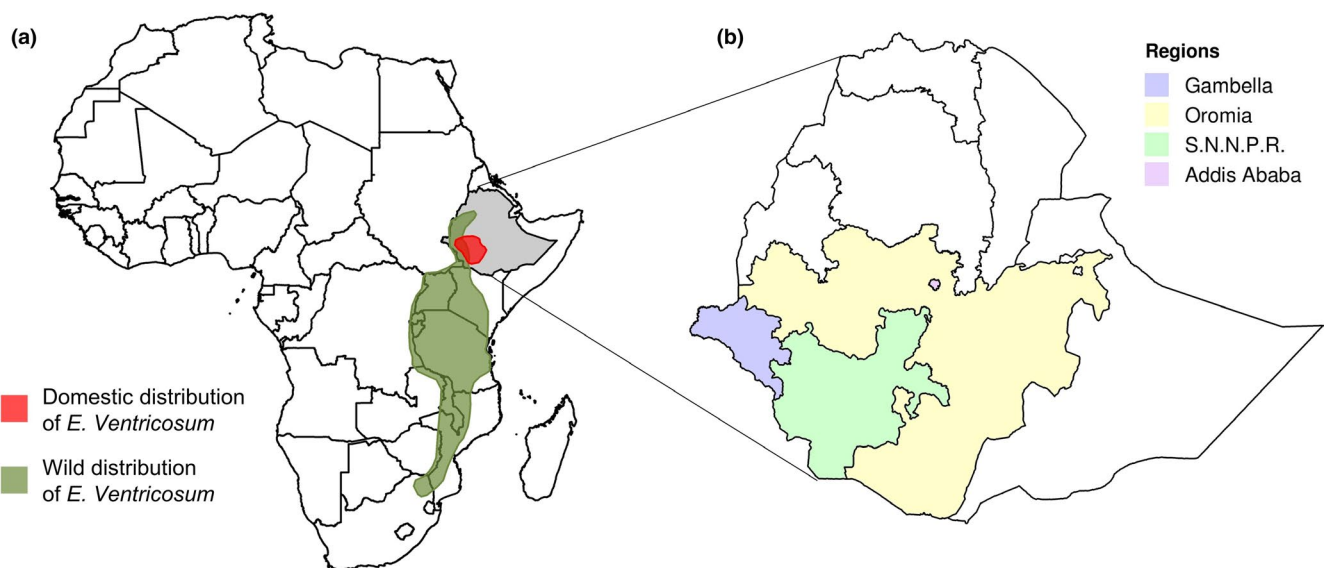 (a)
Domestic distribution
of E. Ventricosum
Wild distribution
of E. Ventricosum
(b)
Regions
Gambella
Oromia
S.N.N.P.R.
Addis Ababa